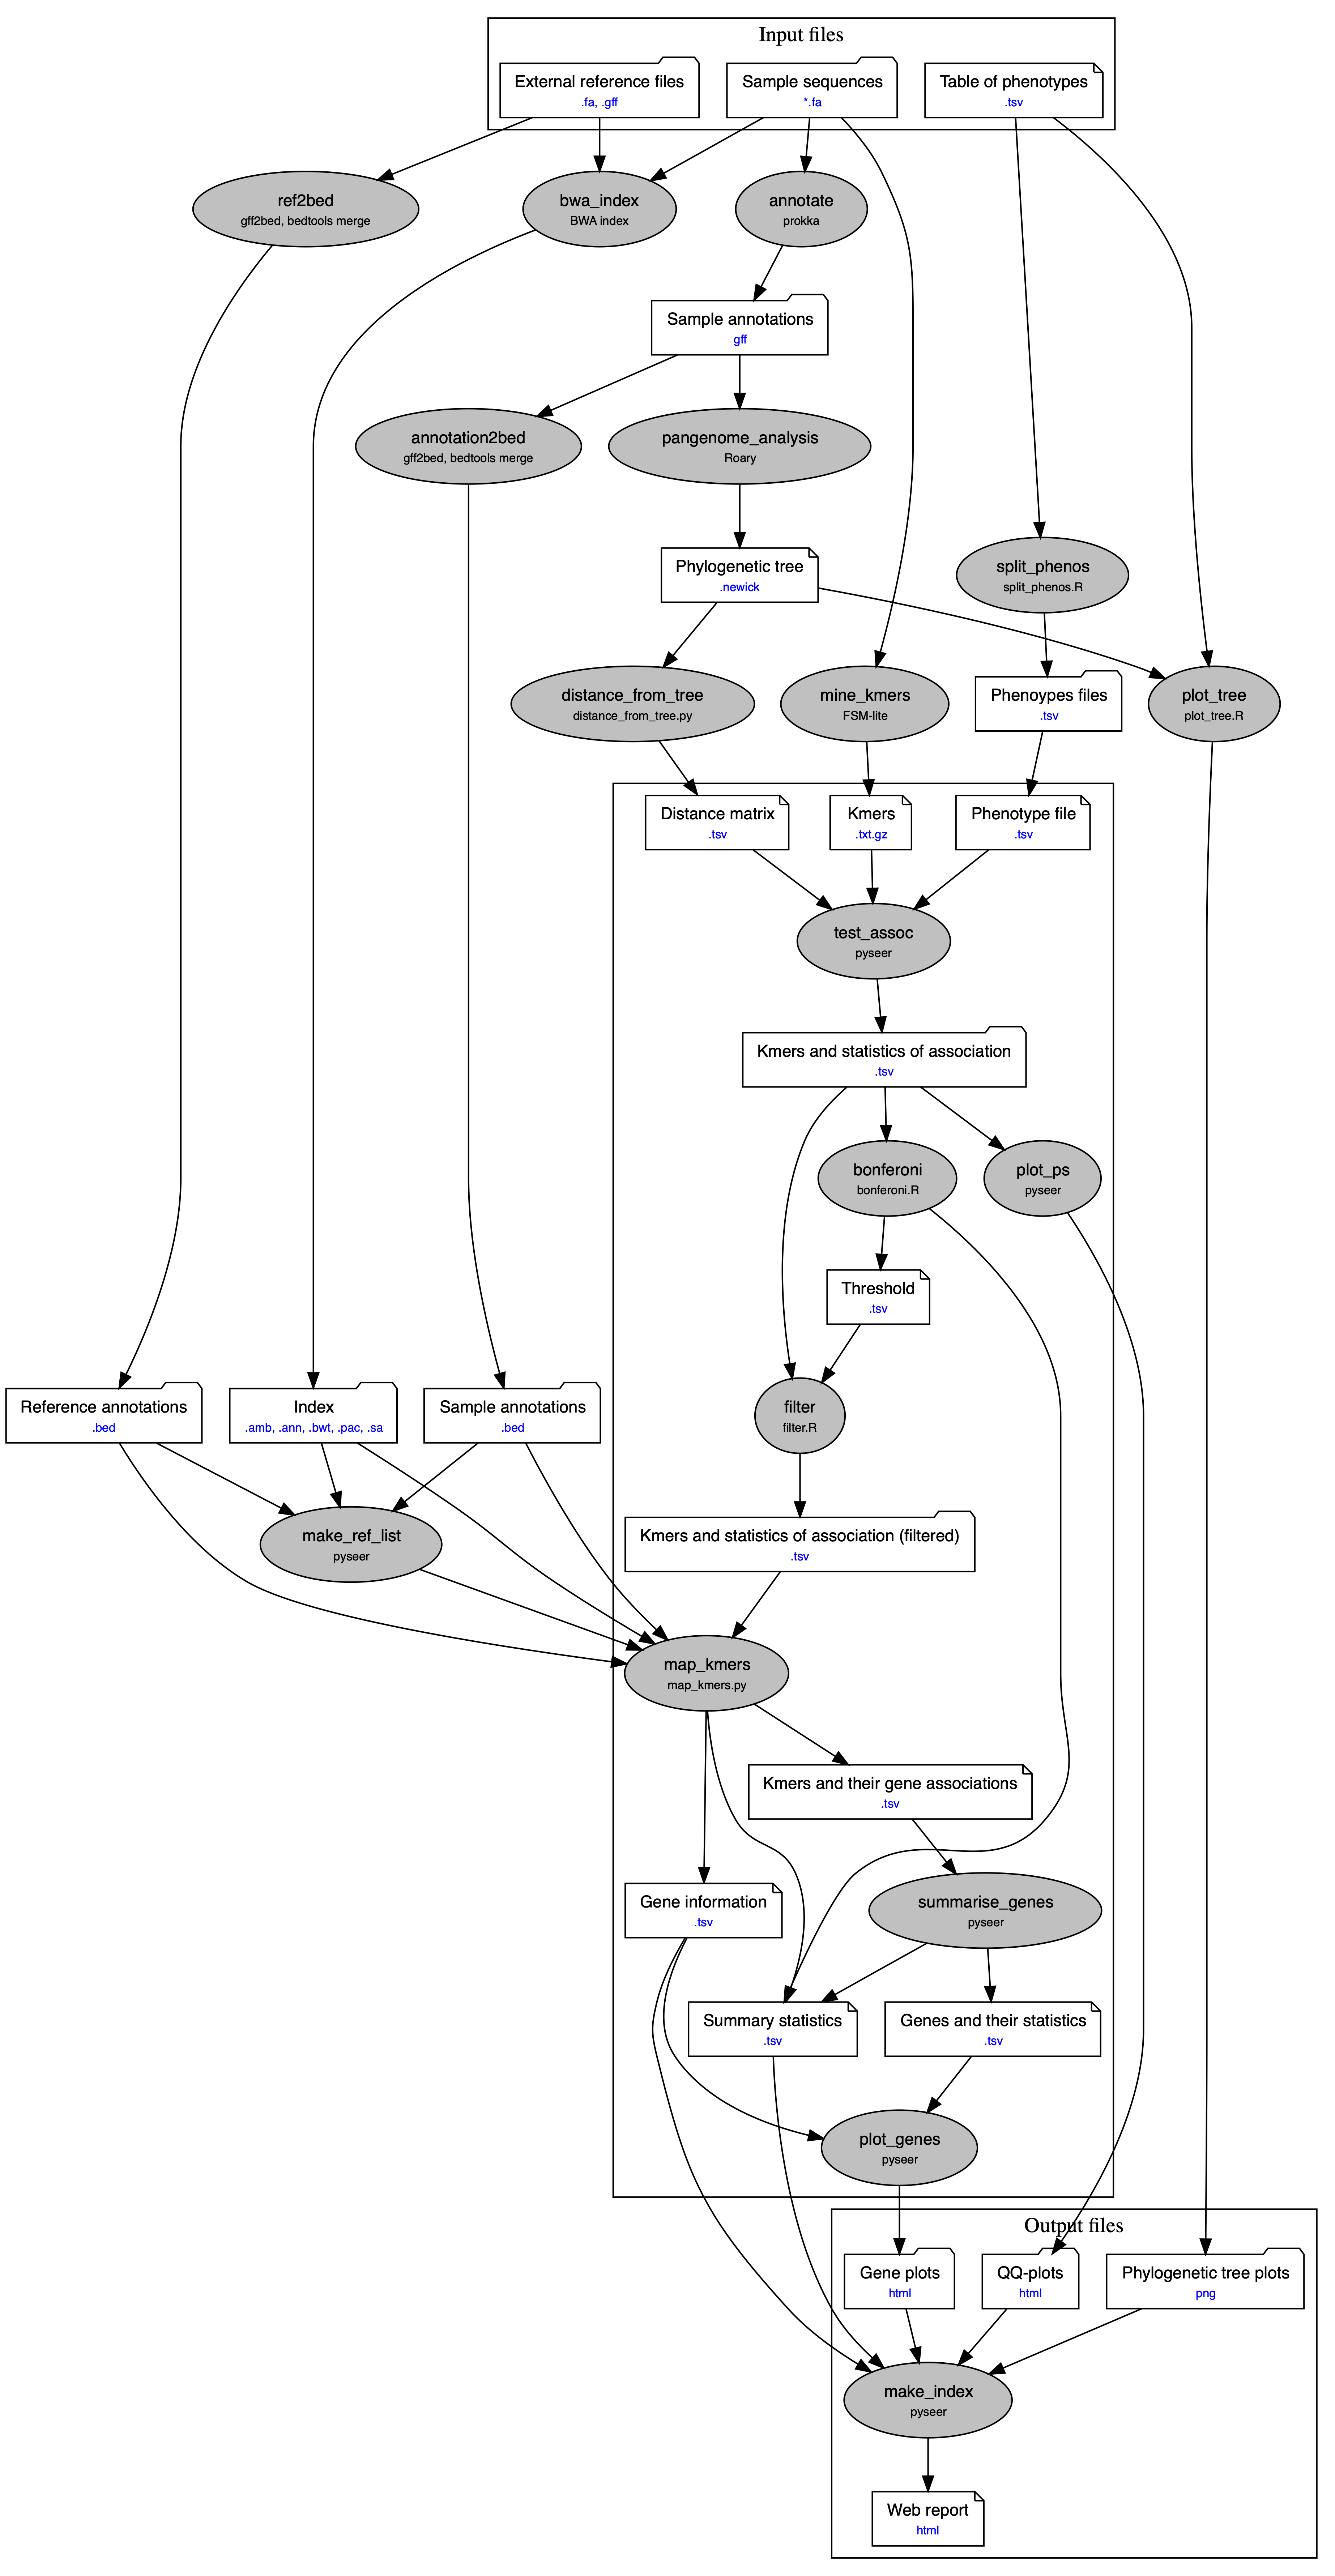 Input files
External reference files
.fa, .gff
Sample sequences
*.fa
Table of phenotypes
.tsv
ref2bed
gff2bed, bedtools merge
bwa_index
BWA index
annotate
prokka
Sample annotations
gff
annotation2bed
gff2bed, bedtools merge
pangenome_analysis
Roary
Phylogenetic tree
.newick
split_phenos
split_phenos.R
distance_from_tree
distance_from_tree.py
mine_kmers
FSM-lite
Phenoypes files
.tsv
plot_tree
plot_tree.R
Distance matrix
.tsv
Kmers
.txt.gz
Phenotype file
.tsv
test_assoc
pyseer
Kmers and statistics of association
.tsv
bonferoni
bonferoni.R
plot_ps
pyseer
Threshold
.tsv
Reference annotations
.bed
Index
.amb, .ann, .bwt, .pac, .sa
Sample annotations
.bed
filter
filter.R
make_ref_list
pyseer
Kmers and statistics of association (filtered)
.tsv
map_kmers
map_kmers.py
Kmers and their gene associations
.tsv
Gene information
.tsv
summarise_genes
pyseer
Summary statistics
.tsv
Genes and their statistics
.tsv
plot_genes
pyseer
Output files
Gene plots
html
QQ-plots
html
Phylogenetic tree plots
png
make_index
pyseer
Web report
html